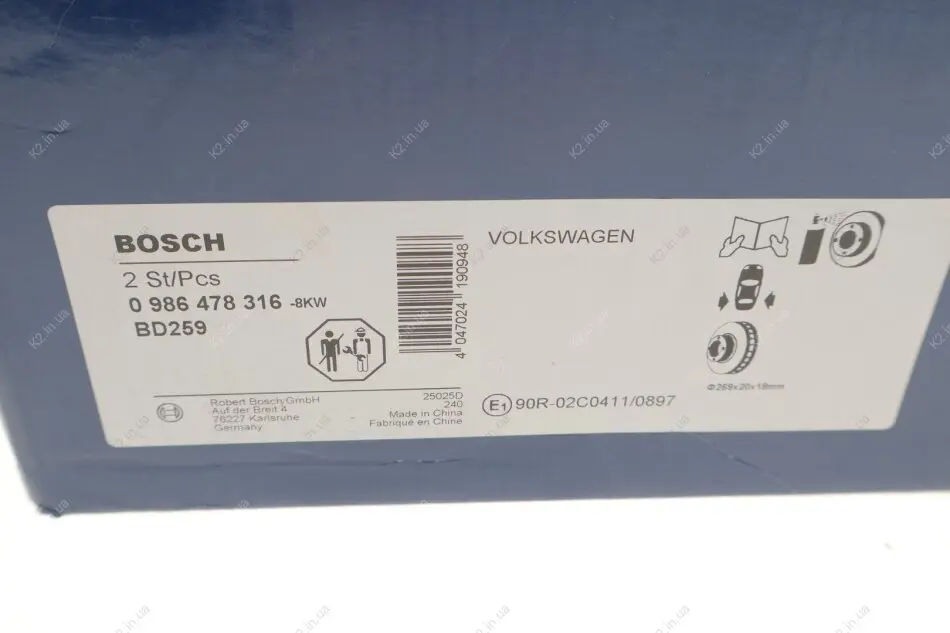 BOSCH
2 St/Pcs
0 986 478 316 -8KW
BD259
4 047024 190948
VOLKSWAGEN
Φ268x20x18mm
Robert Bosch GmbH
Auf der Breit 4
76227 Karlsruhe
Germany
25025D
240
Made in China
Fabriqué en Chine
E1 90R-02C0411/0897
K2.in.ua